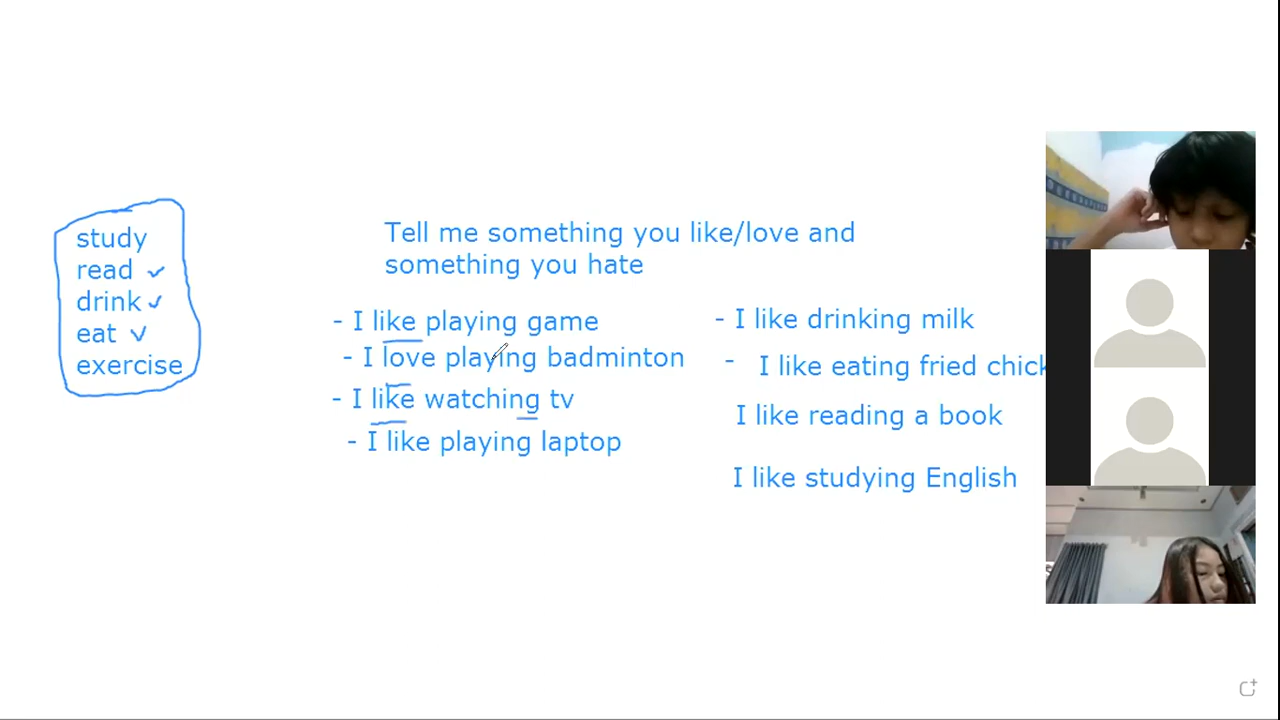 study
read
drink
eat
exercise
Tell me something you like/love and
something you hate
- I like playing game
- I love playing badminton
- I like watching tv
- I like playing laptop
- I like drinking milk
- I like eating fried chick
I like reading a book
I like studying English